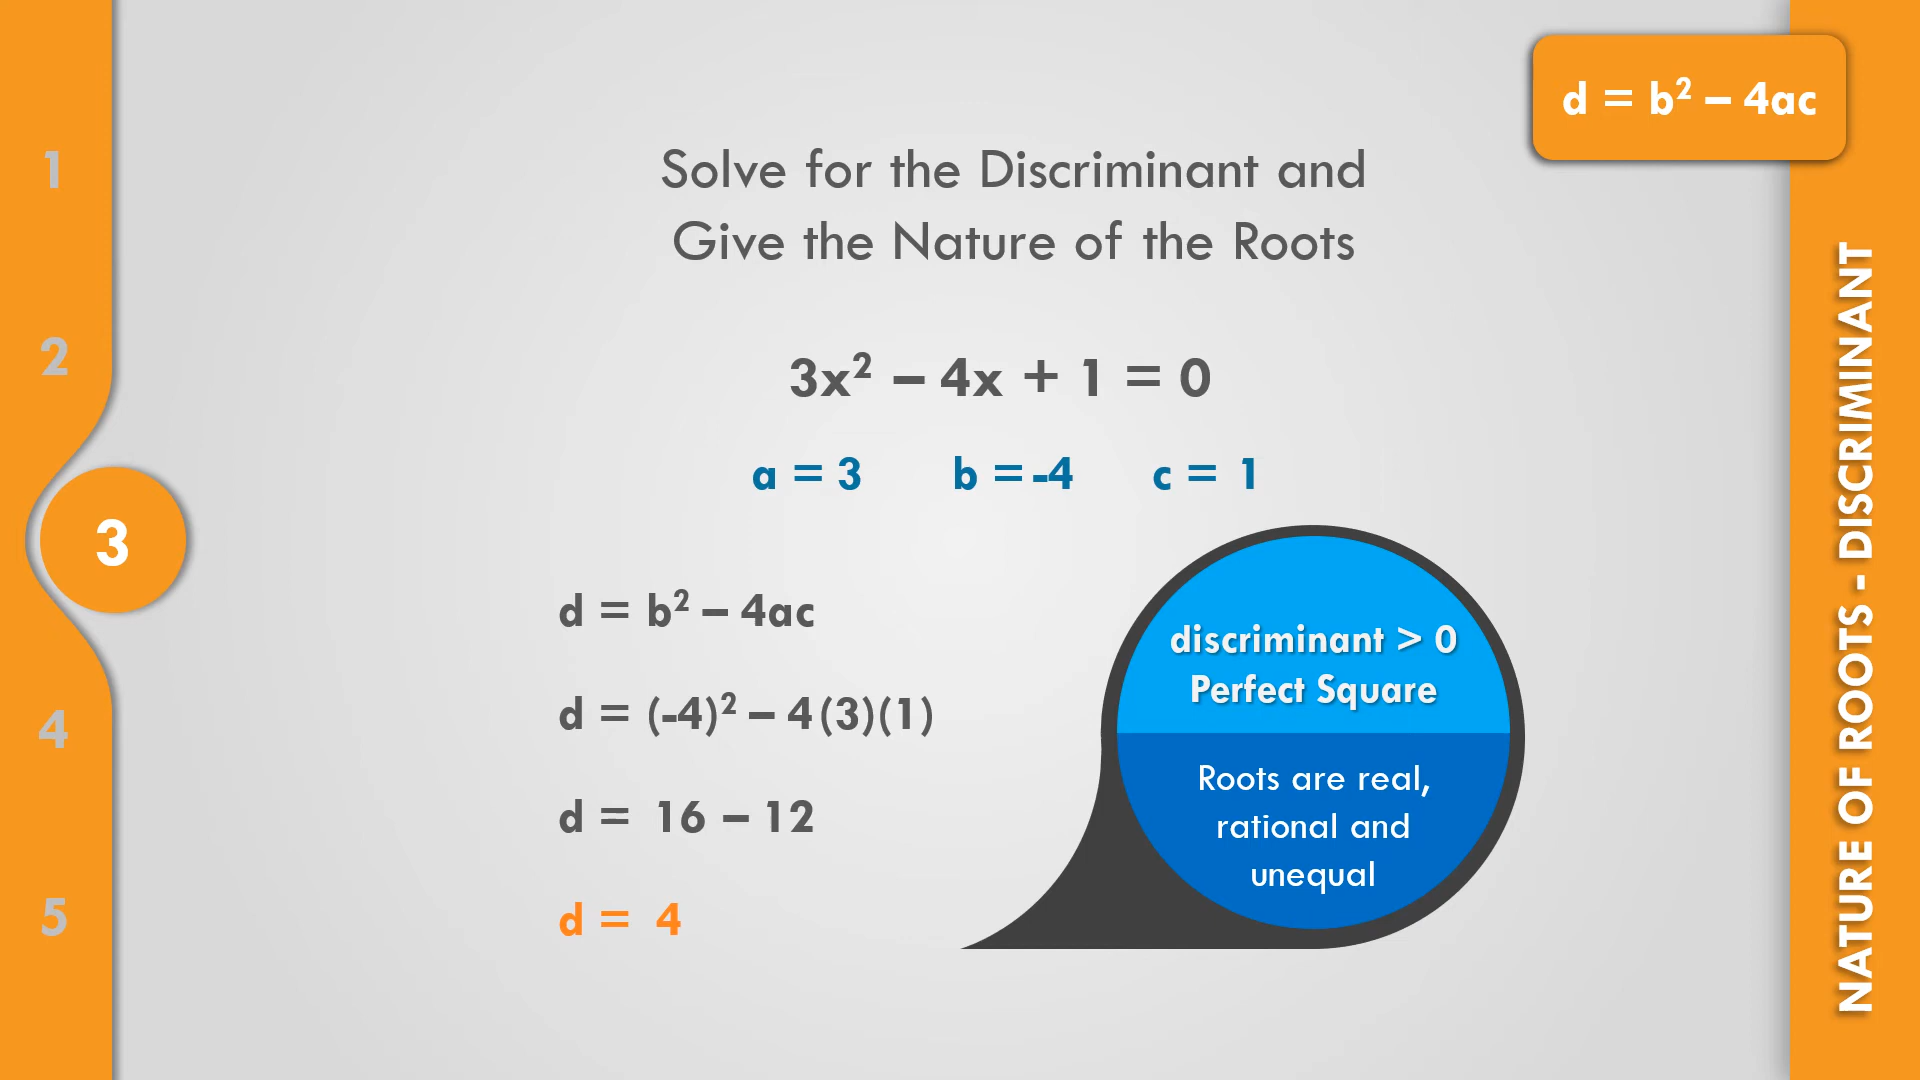 d = b² – 4ac
Solve for the Discriminant and
Give the Nature of the Roots
3x² – 4x + 1 = 0
a = 3 b = -4 c = 1
d = b² – 4ac
d = (-4)² – 4(3)(1)
d = 16 – 12
d = 4
discriminant > 0
Perfect Square
Roots are real,
rational and
unequal
1
2
3
4
5
NATURE OF ROOTS - DISCRIMINANT